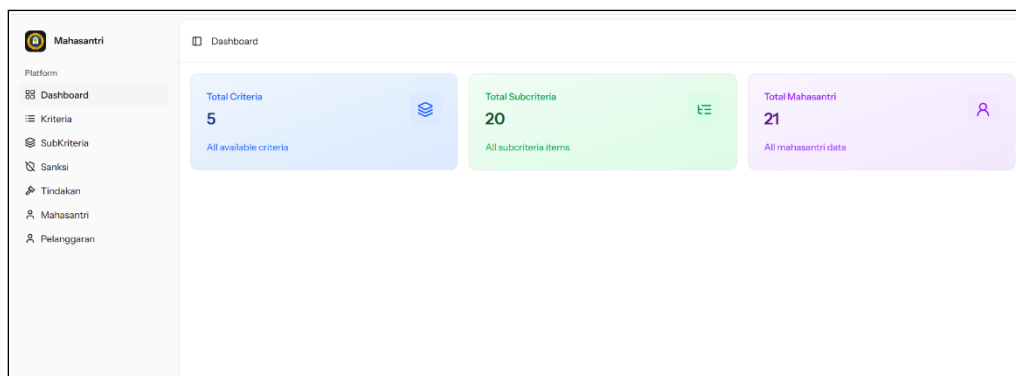 Mahasantri
Platform
Dashboard
Kriteria
SubKriteria
Sanksi
Tindakan
Mahasantri
Pelanggaran
Dashboard
Total Criteria
5
All available criteria
Total Subcriteria
20
All subcriteria items
Total Mahasantri
21
All mahasantri data